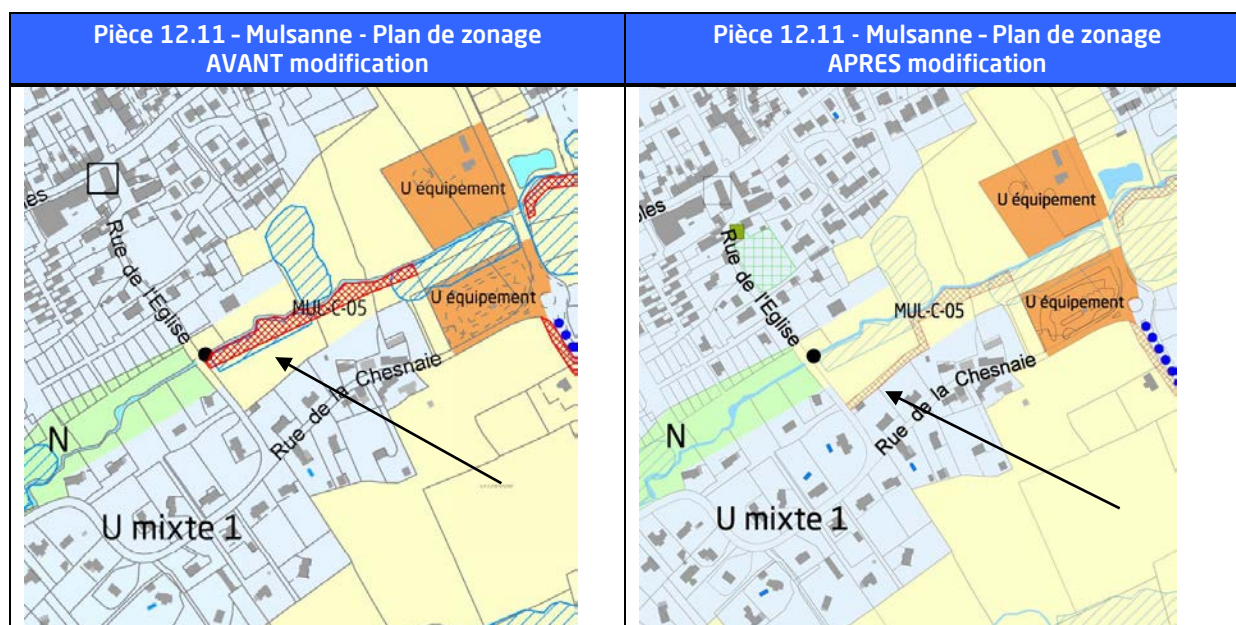 Pièce 12.11 – Mulsanne - Plan de zonage
AVANT modification
Pièce 12.11 - Mulsanne – Plan de zonage
APRES modification
U équipement
Rue de l'Eglise
MUL-C-05
U équipement
Rue de la Chesnaie
N
U mixte 1
U équipement
Rue de l'Eglise
MUL-C-05
U équipement
Rue de la Chesnaie
N
U mixte 1